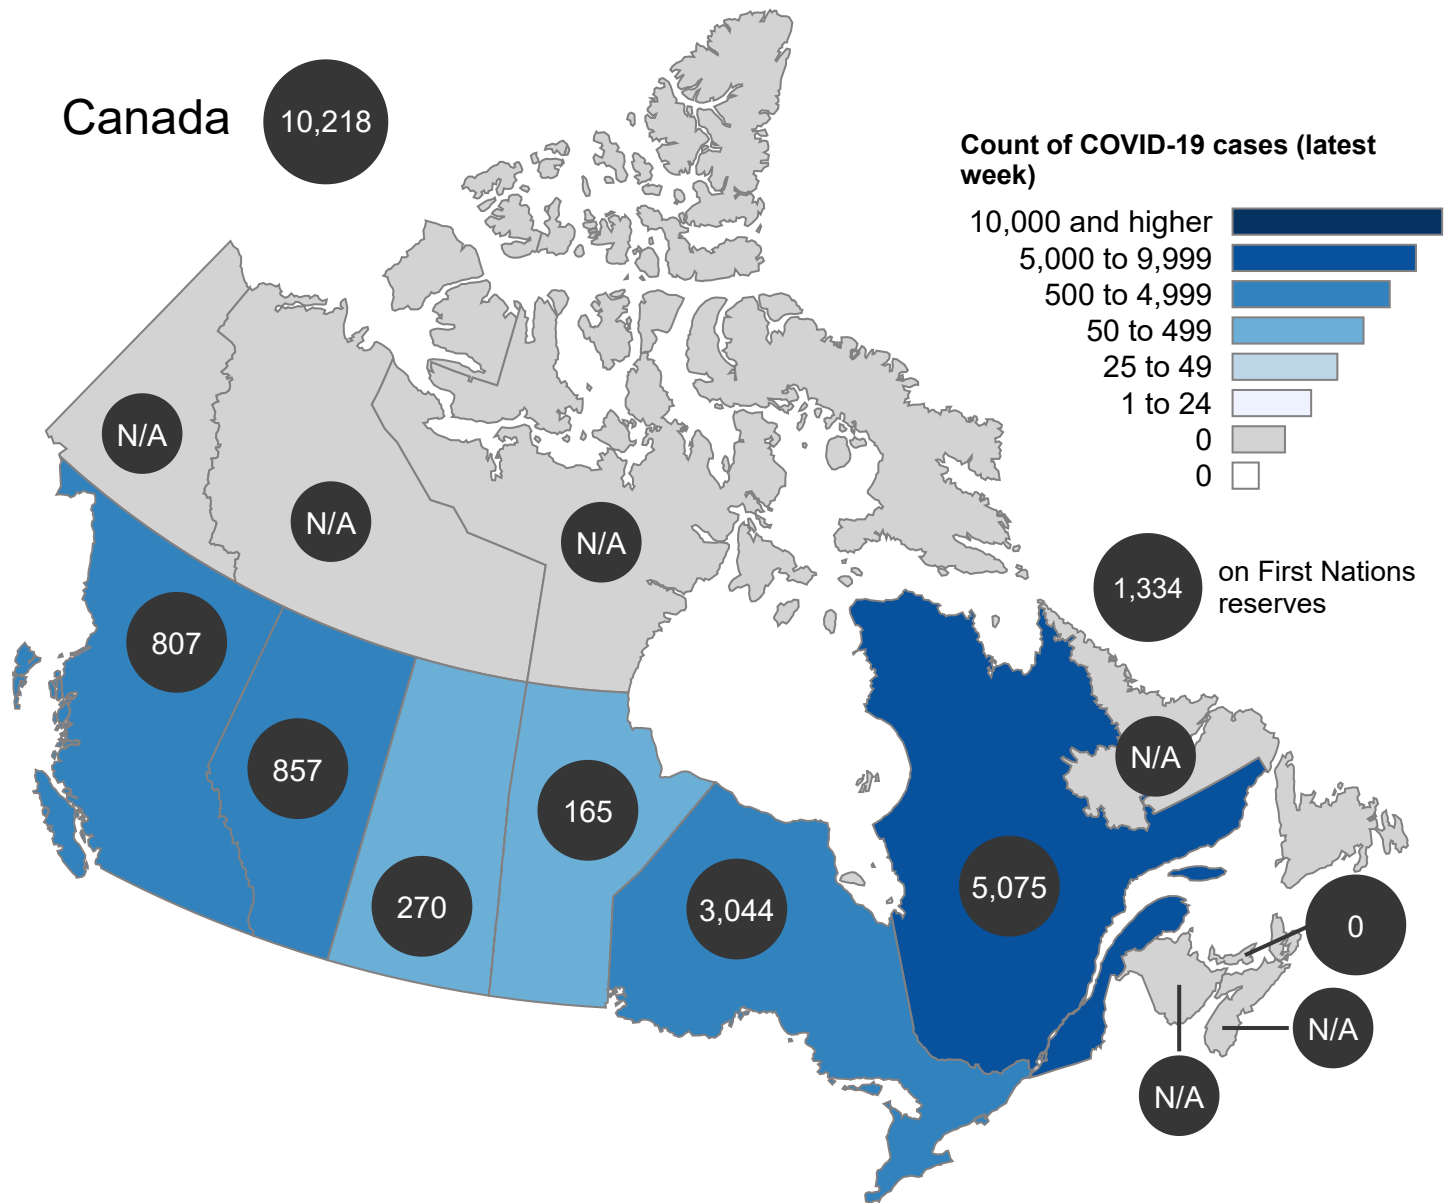 Canada
10,218
Count of COVID-19 cases (latest
week)
10,000 and higher
5,000 to 9,999
500 to 4,999
50 to 499
25 to 49
1 to 24
0
0
N/A
N/A
N/A
1,334
on First Nations
reserves
807
857
270
165
3,044
5,075
N/A
0
N/A
N/A